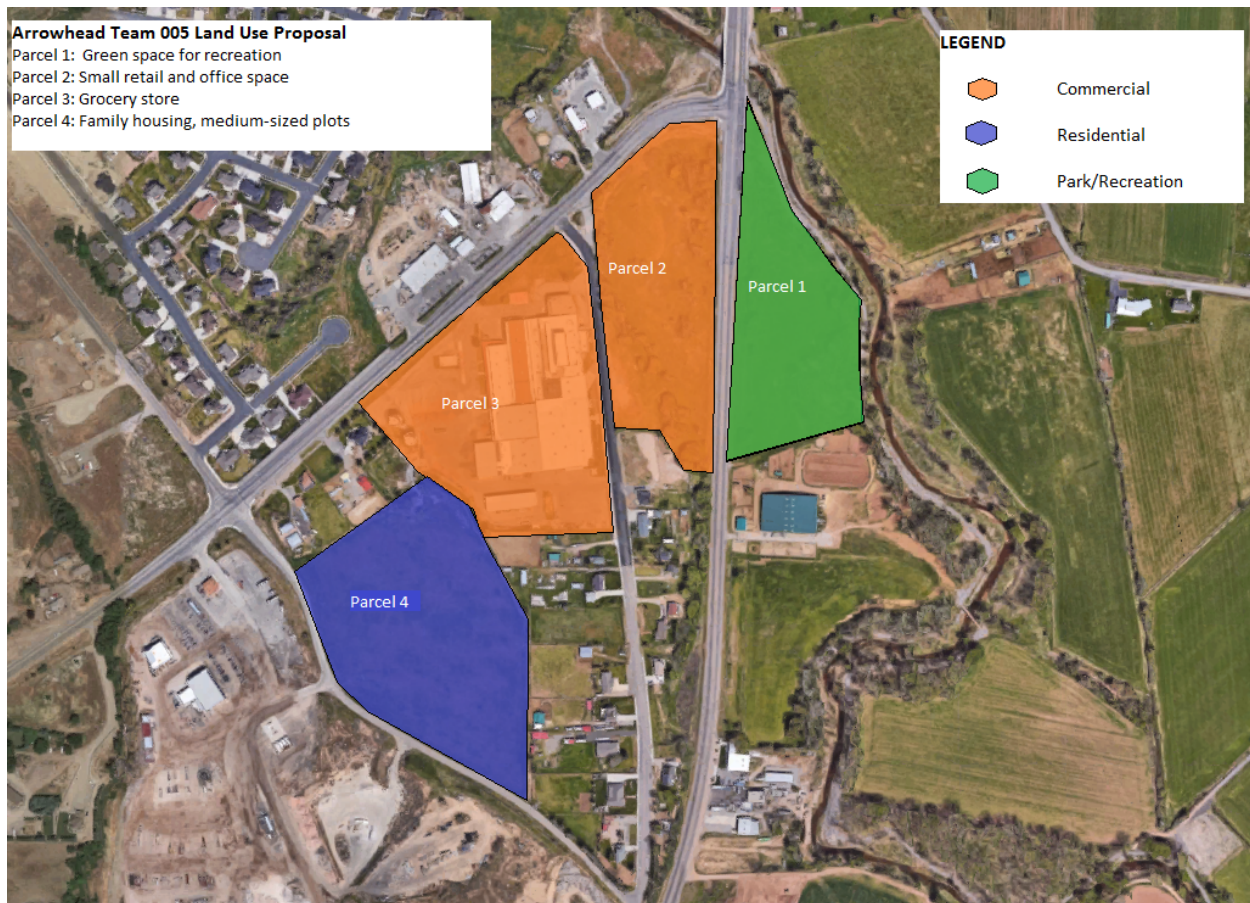 Arrowhead Team 005 Land Use Proposal
Parcel 1:  Green space for recreation
Parcel 2: Small retail and office space
Parcel 3: Grocery store
Parcel 4: Family housing, medium-sized plots
LEGEND
Commercial
Residential
Park/Recreation
Parcel 2
Parcel 1
Parcel 3
Parcel 4